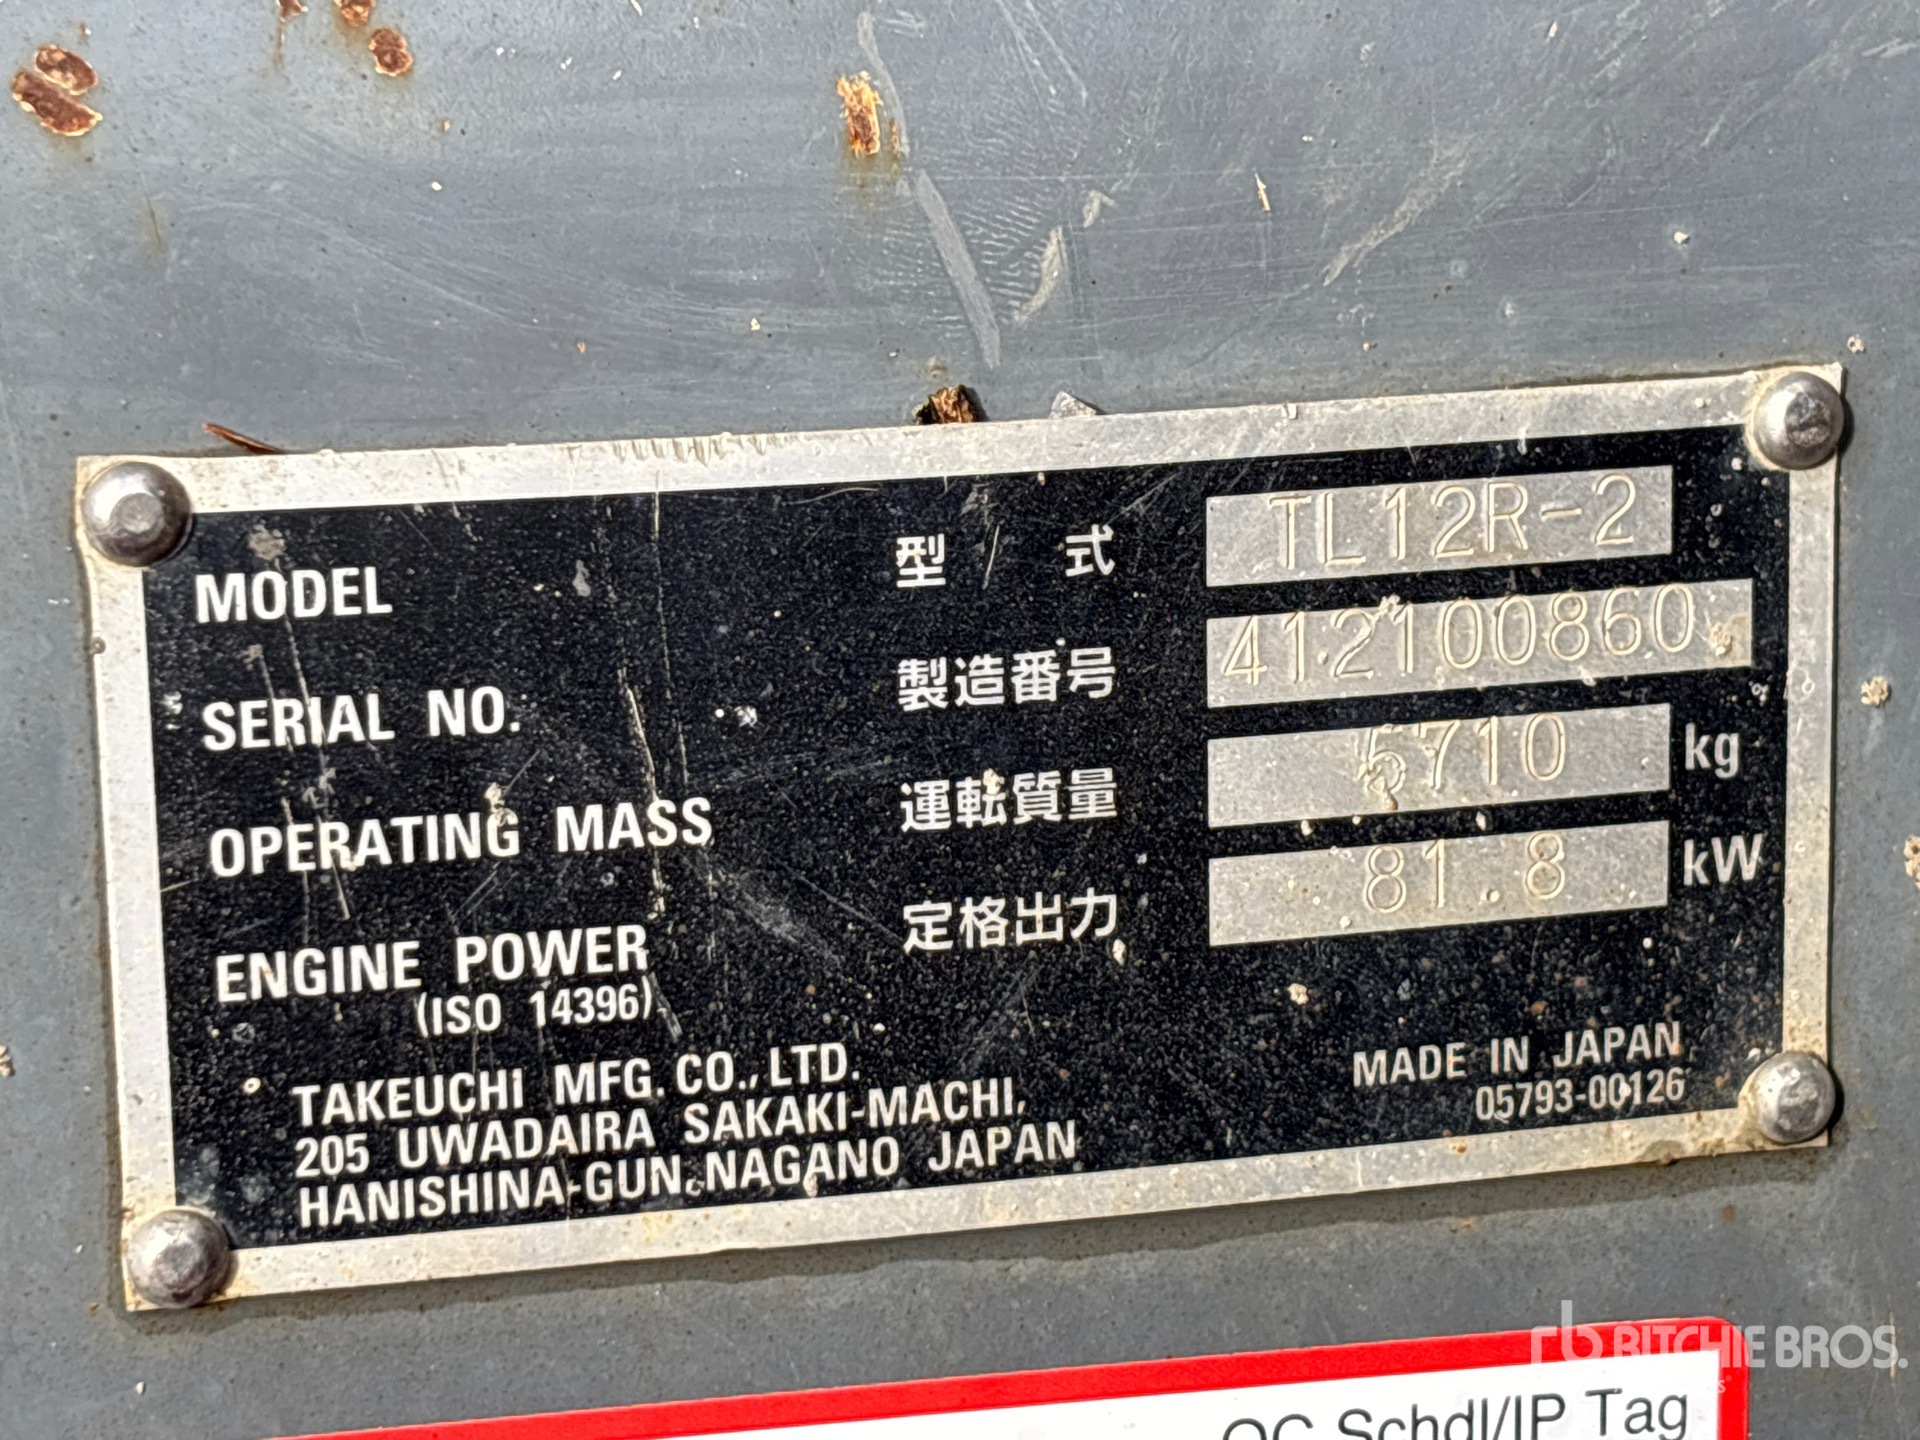 MODEL 型式 TL12R-2
SERIAL NO. 製造番号 412100860
OPERATING MASS 運転質量 5710 kg
ENGINE POWER 定格出力 81.8 kW
(ISO 14396)
TAKEUCHI MFG. CO., LTD.
205 UWADAIRA SAKAKI-MACHI,
HANISHINA-GUN, NAGANO JAPAN
MADE IN JAPAN
05793-00126
rb RITCHIE BROS.
QC Schdl/IP Tag